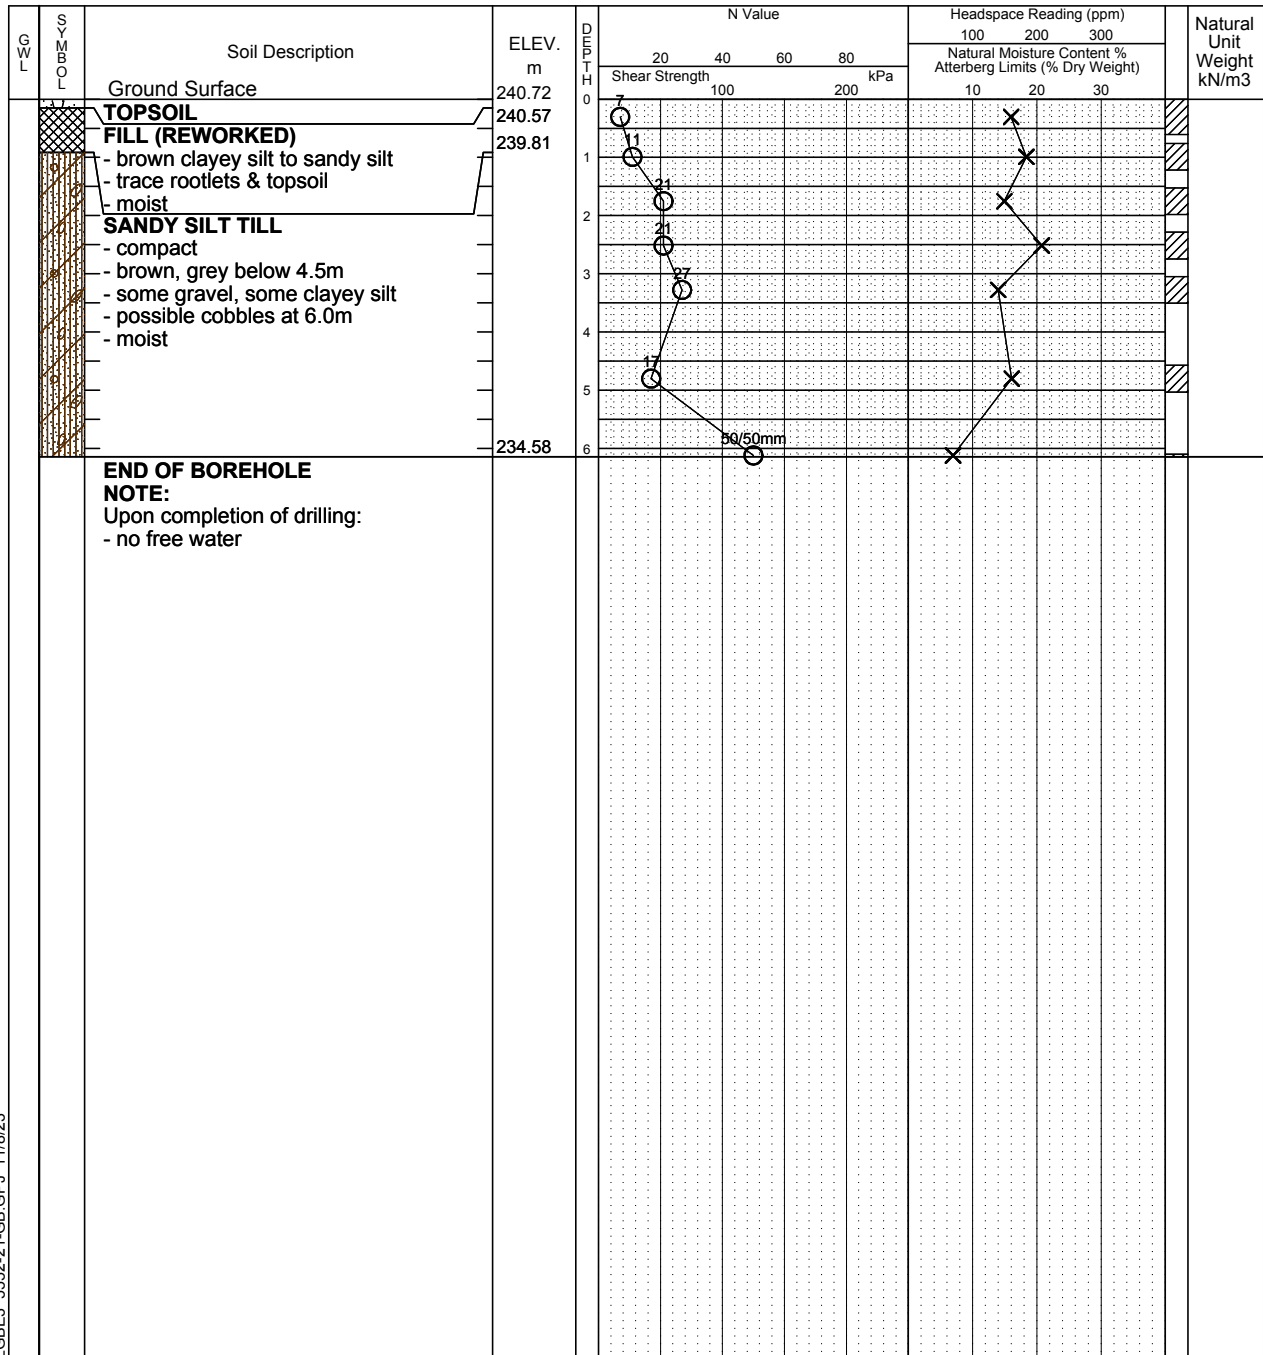 GWL
SYMBOL
Soil Description
Ground Surface
ELEV.
m
DEPTH
N Value
20 40 60 80
Shear Strength kPa
100 200
Headspace Reading (ppm)
100 200 300
Natural Moisture Content %
Atterberg Limits (% Dry Weight)
10 20 30
Natural
Unit
Weight
kN/m3
240.72
0
TOPSOIL
240.57
7
FILL (REWORKED)
239.81
- brown clayey silt to sandy silt
1
11
- trace rootlets & topsoil
- moist
21
2
SANDY SILT TILL
21
- compact
- brown, grey below 4.5m
3
27
- some gravel, some clayey silt
- possible cobbles at 6.0m
- moist
4
17
5
234.58
6
50/50mm
END OF BOREHOLE
NOTE:
Upon completion of drilling:
- no free water